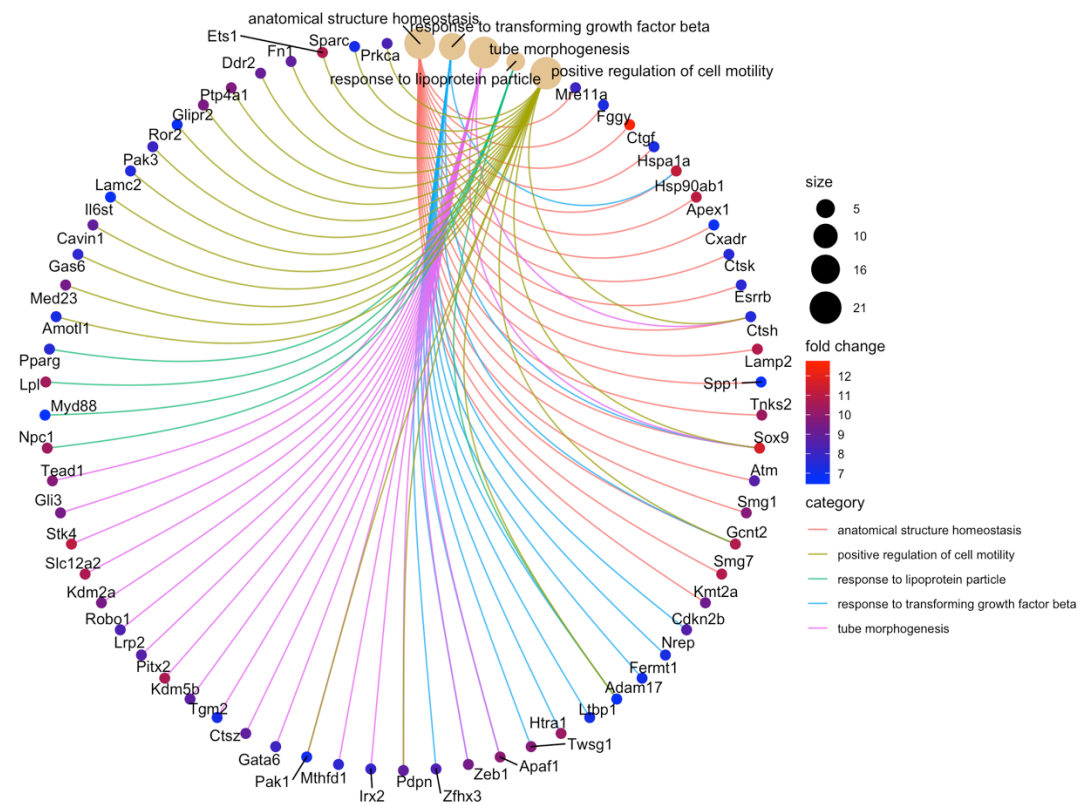 anatomical structure homeostasis
response to transforming growth factor beta
tube morphogenesis
response to lipoprotein particle
positive regulation of cell motility
Mre11a
Fggy
Ctgf
Hspa1a
Hsp90ab1
Apex1
Cxadr
Ctsk
Esrrb
Ctsh
Lamp2
Spp1
Tnks2
Sox9
Atm
Smg1
Gcnt2
Smg7
Kmt2a
Cdkn2b
Nrep
Fermt1
Adam17
Ltbp1
Htra1
Twsg1
Apaf1
Zeb1
Zfhx3
Pdpn
Irx2
Mthfd1
Pak1
Gata6
Ctsz
Tgm2
Kdm5b
Pitx2
Lrp2
Robo1
Kdm2a
Slc12a2
Stk4
Gli3
Tead1
Npc1
Myd88
Lpl
Pparg
Amotl1
Med23
Gas6
Cavin1
Il6st
Lamc2
Pak3
Ror2
Glipr2
Ptp4a1
Ddr2
Fn1
Ets1
Sparc
Prkca
size
5
10
16
21
fold change
12
11
10
9
8
7
category
anatomical structure homeostasis
positive regulation of cell motility
response to lipoprotein particle
response to transforming growth factor beta
tube morphogenesis